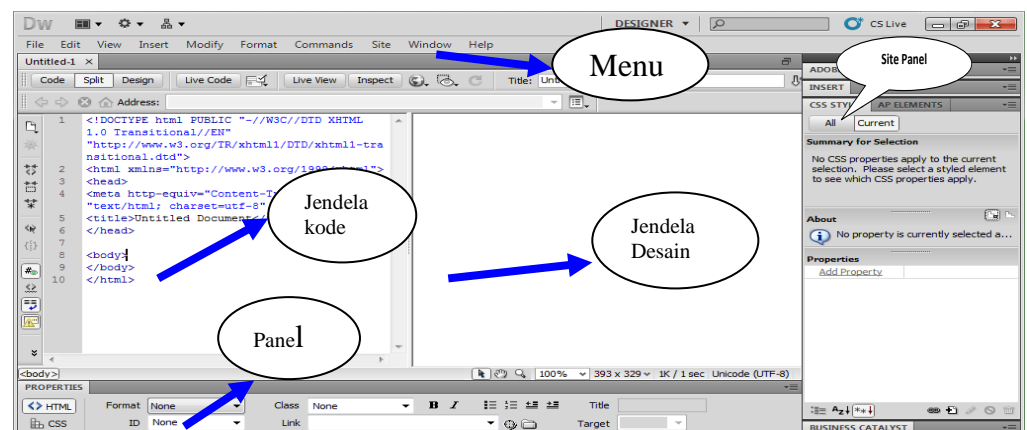 Dw DESIGNER CS Live
File Edit View Insert Modify Format Commands Site Window Help
Untitled-1 ×
Menu
Site Panel
Code Split Design Live Code Live View Inspect Title:
Address:
1 <!DOCTYPE html PUBLIC "-//W3C//DTD XHTML
1.0 Transitional//EN"
"http://www.w3.org/TR/xhtml1/DTD/xhtml1-tra
nsitional.dtd">
2 <html xmlns="http://www.w3.org/1999/xhtml">
3 <head>
4 <meta http-equiv="Content-T
"text/html; charset=utf-8"
5 <title>Untitled Document</
6 </head>
7
8 <body>
9 </body>
10 </html>
Jendela
kode
Jendela
Desain
Panel
INSERT
CSS STYLES AP ELEMENTS
All Current
Summary for Selection
No CSS properties apply to the current
selection. Please select a styled element
to see which CSS properties apply.
About
No property is currently selected a...
Properties
Add Property
<body> 100% 393 x 329 1K / 1 sec Unicode (UTF-8)
PROPERTIES
<> HTML Format None Class None B I Title
CSS ID None Link Target
BUSINESS CATALYST